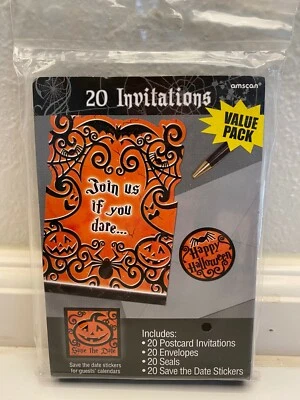 amscan®
20 Invitations
VALUE
PACK
Join us
if you
dare...
Happy
Halloween
Save The Date
Save the date stickers
for guests' calendars
Includes:
• 20 Postcard Invitations
• 20 Envelopes
• 20 Seals
• 20 Save the Date Stickers